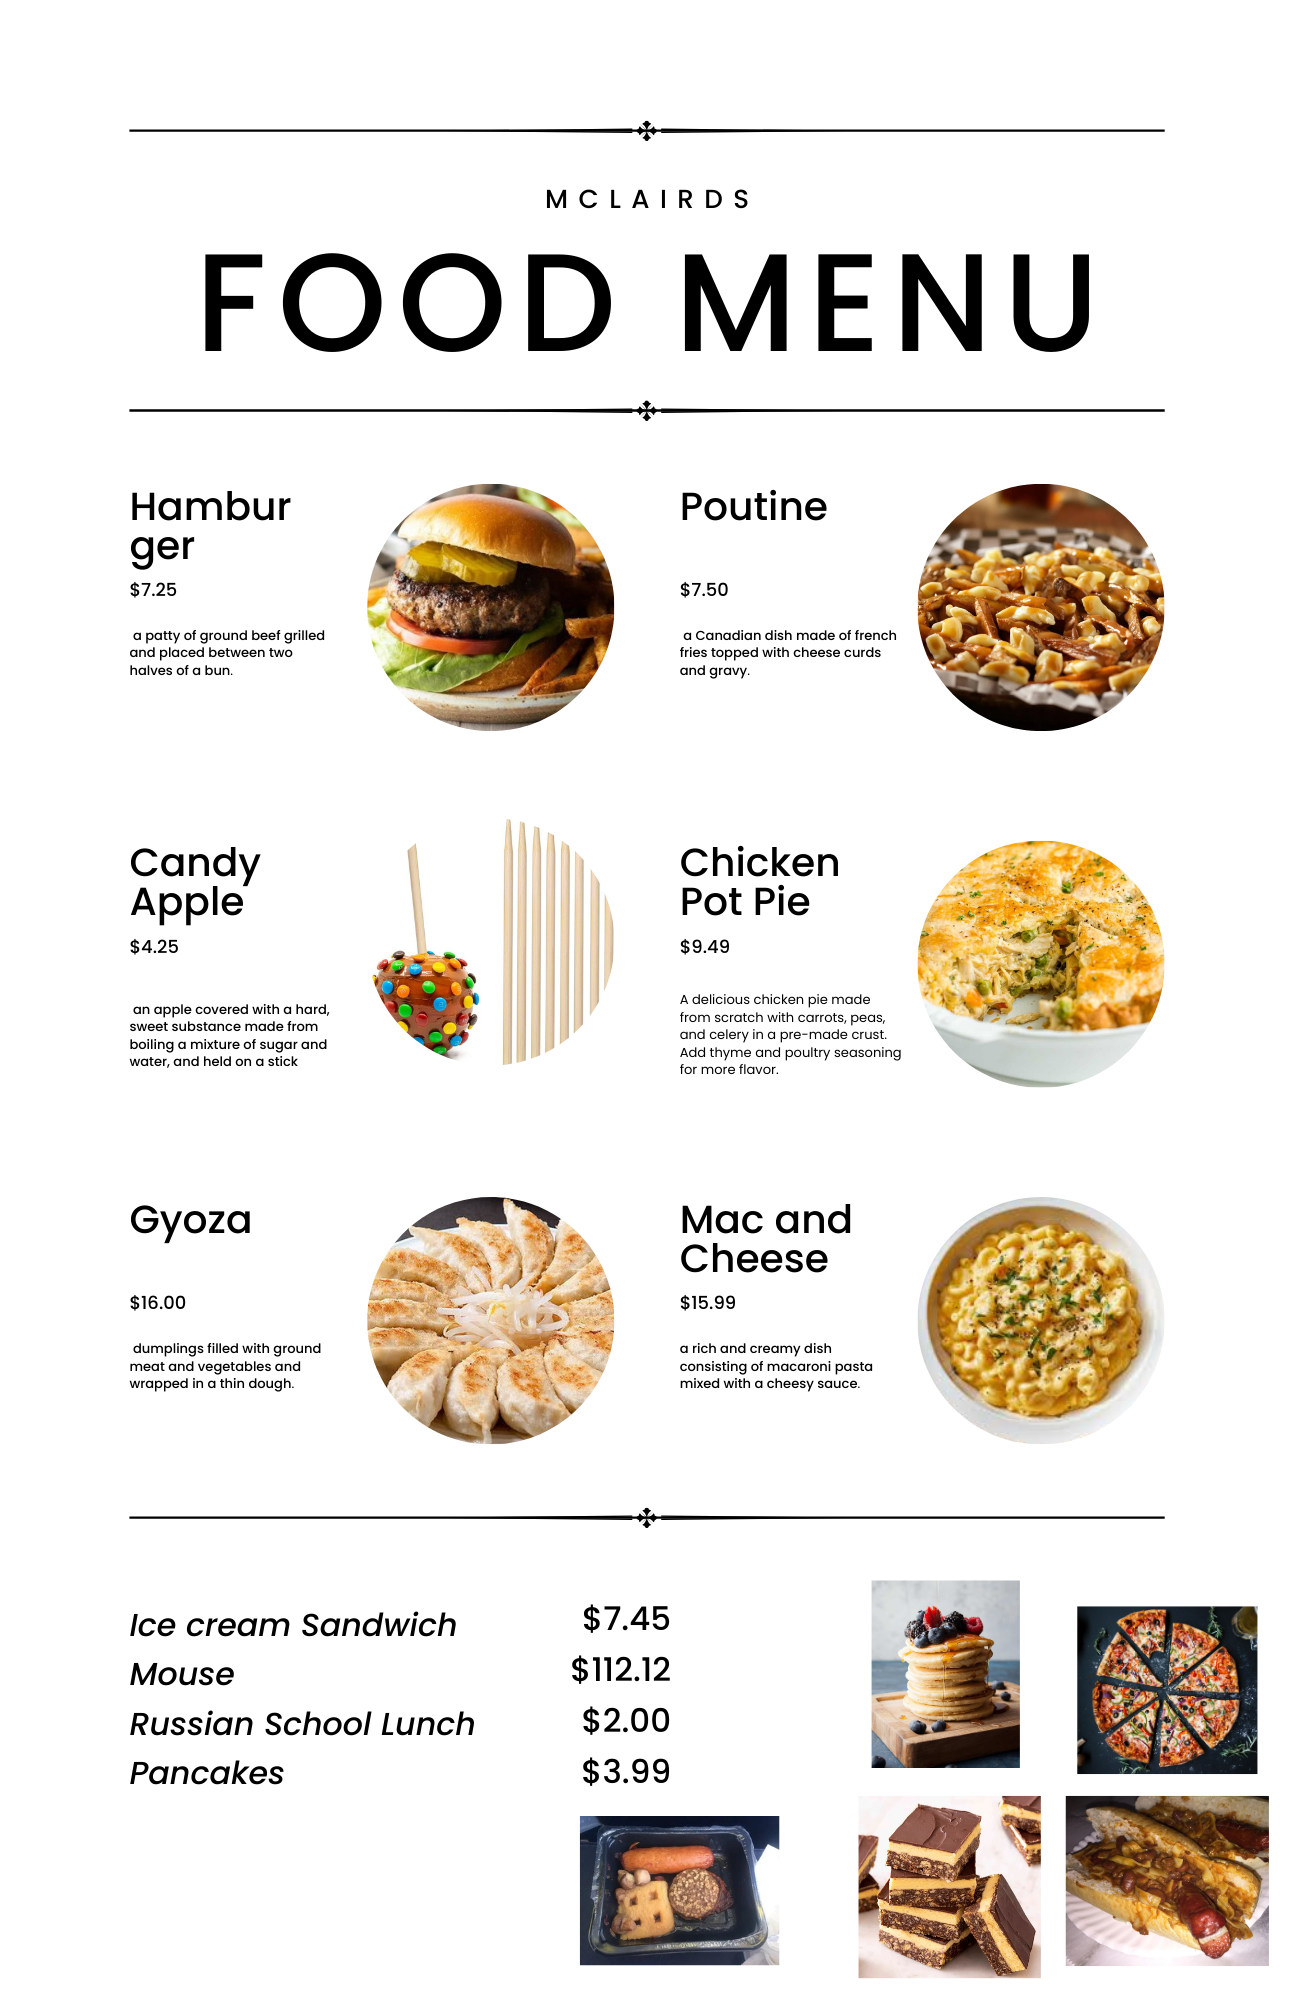 MCLAIRDS
FOOD MENU
Hambur
ger
$7.25
a patty of ground beef grilled
and placed between two
halves of a bun.
Poutine
$7.50
a Canadian dish made of french
fries topped with cheese curds
and gravy.
Candy
Apple
$4.25
an apple covered with a hard,
sweet substance made from
boiling a mixture of sugar and
water, and held on a stick
Chicken
Pot Pie
$9.49
A delicious chicken pie made
from scratch with carrots, peas,
and celery in a pre-made crust.
Add thyme and poultry seasoning
for more flavor.
Gyoza
$16.00
dumplings filled with ground
meat and vegetables and
wrapped in a thin dough.
Mac and
Cheese
$15.99
a rich and creamy dish
consisting of macaroni pasta
mixed with a cheesy sauce.
Ice cream Sandwich $7.45
Mouse $112.12
Russian School Lunch $2.00
Pancakes $3.99